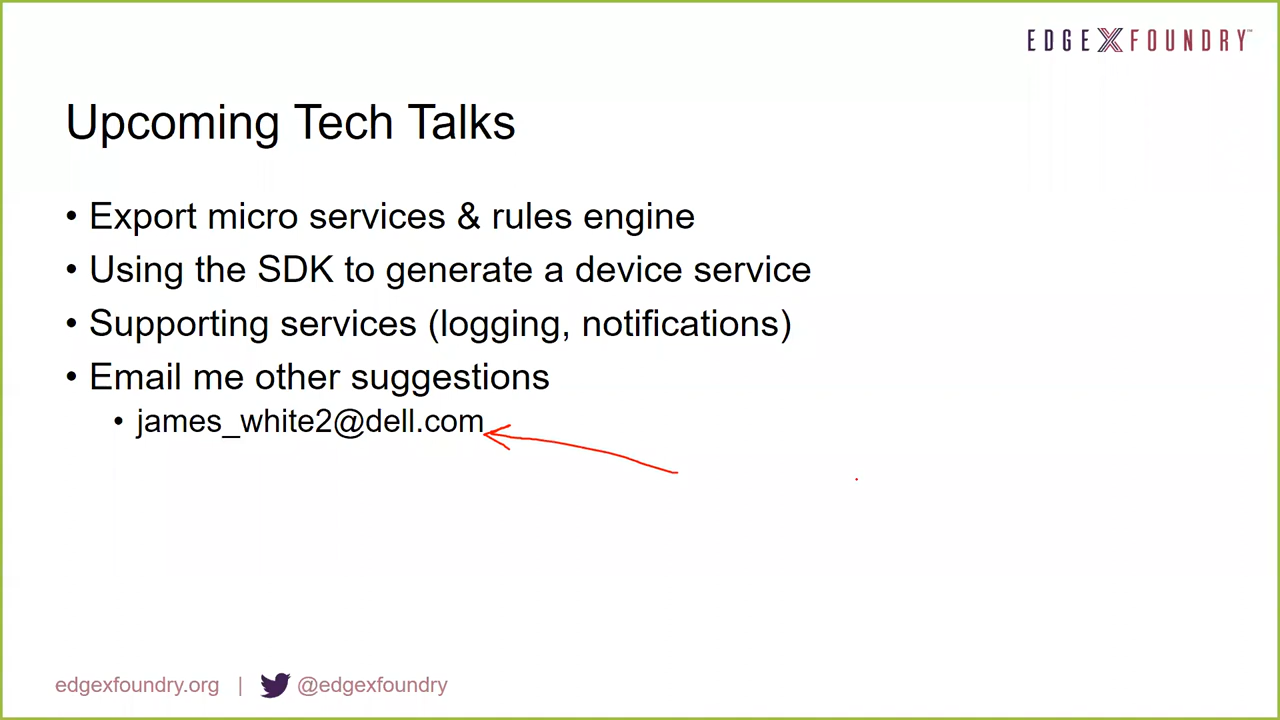 EDGE X FOUNDRY™
Upcoming Tech Talks
• Export micro services & rules engine
• Using the SDK to generate a device service
• Supporting services (logging, notifications)
• Email me other suggestions
• james_white2@dell.com
edgexfoundry.org | @edgexfoundry